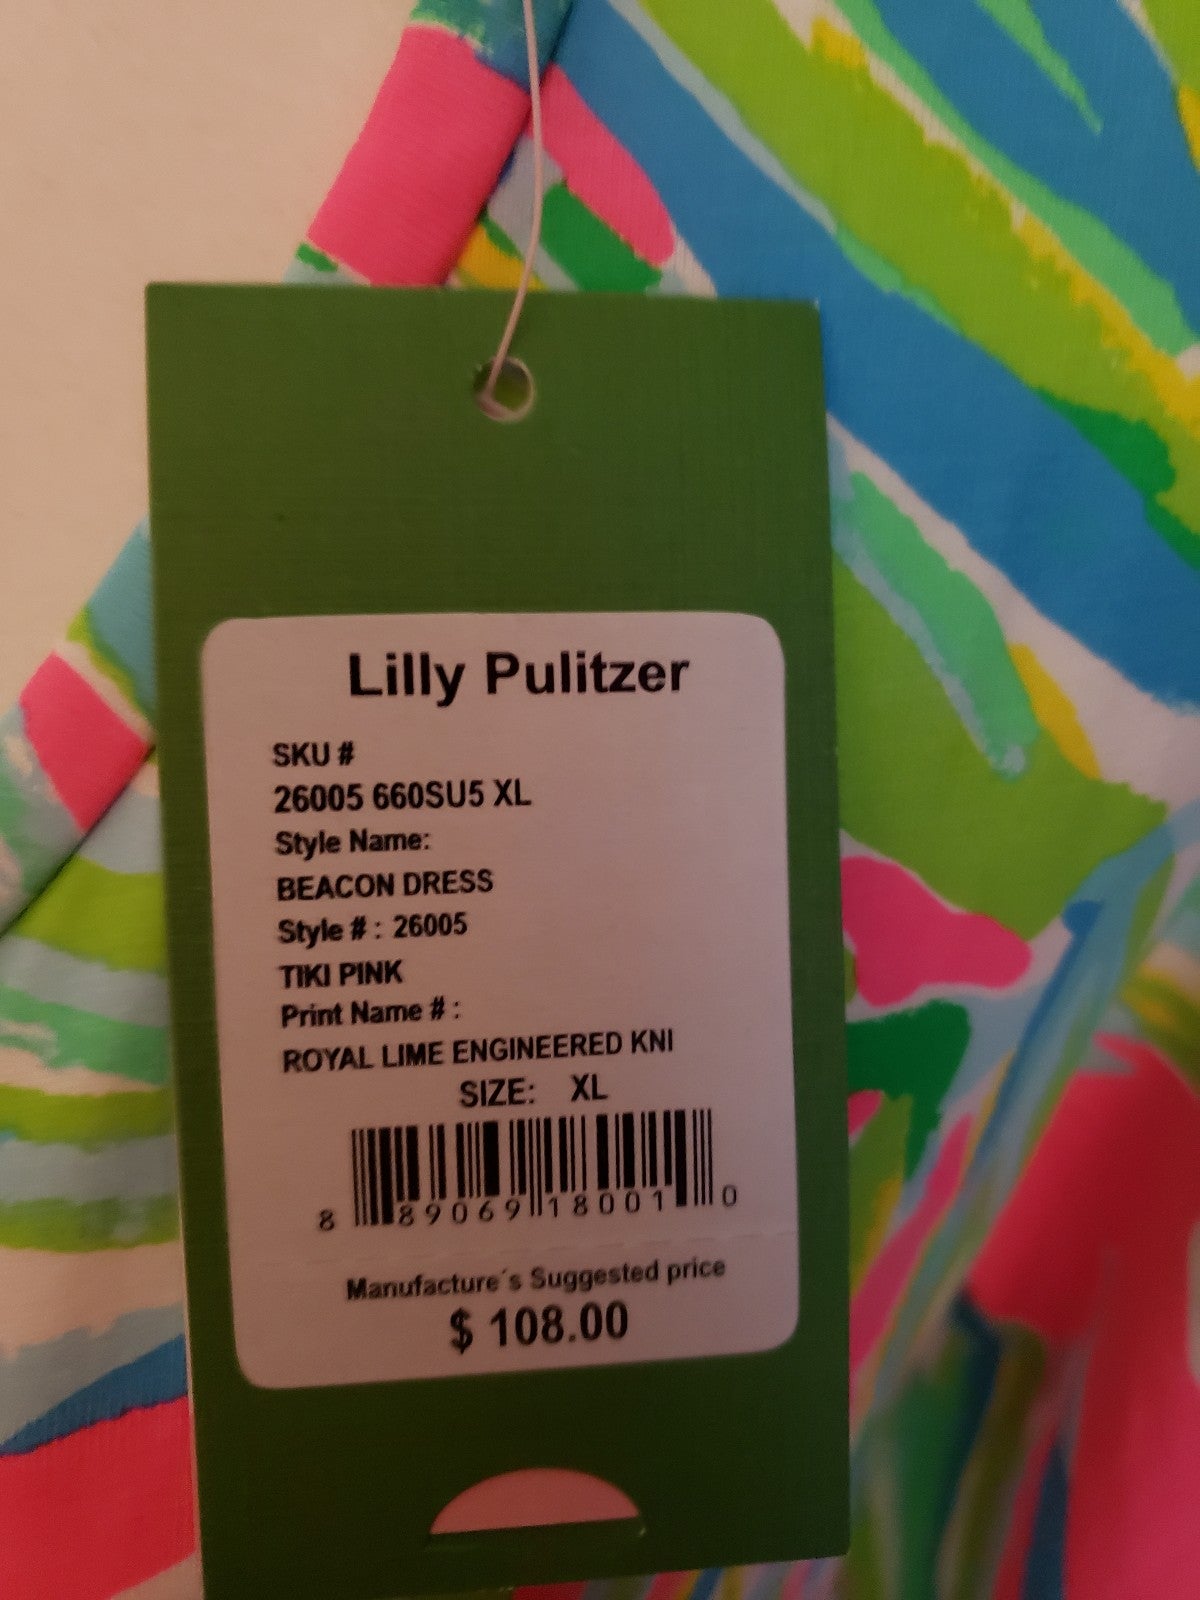 Lilly Pulitzer
SKU #
26005 660SU5 XL
Style Name:
BEACON DRESS
Style # : 26005
TIKI PINK
Print Name # :
ROYAL LIME ENGINEERED KNI
SIZE: XL
8 89069 18001 0
Manufacture´s Suggested price
$ 108.00